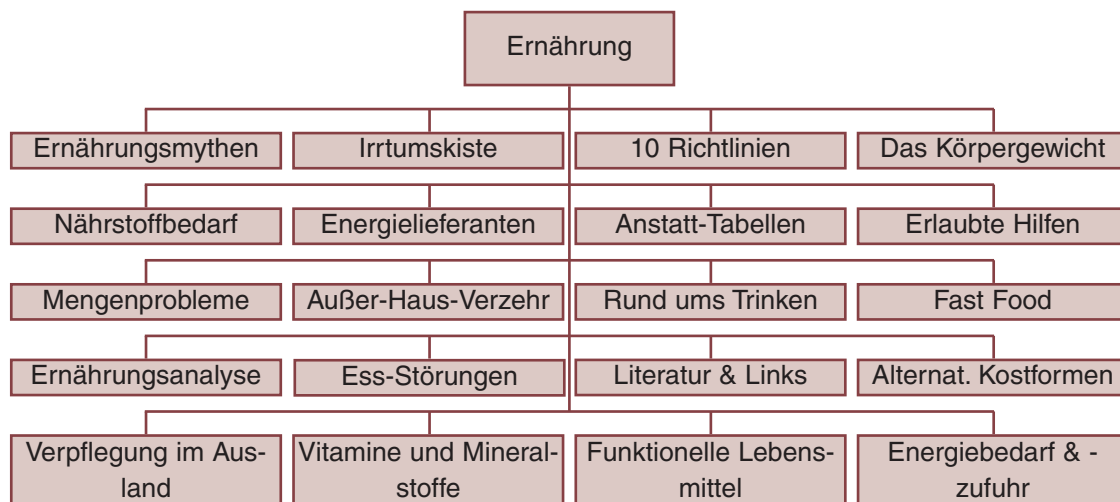 Ernährung
Ernährungsmythen
Irrtumskiste
10 Richtlinien
Das Körpergewicht
Nährstoffbedarf
Energielieferanten
Anstatt-Tabellen
Erlaubte Hilfen
Mengenprobleme
Außer-Haus-Verzehr
Rund ums Trinken
Fast Food
Ernährungsanalyse
Ess-Störungen
Literatur & Links
Alternat. Kostformen
Verpflegung im Aus-
land
Vitamine und Mineral-
stoffe
Funktionelle Lebens-
mittel
Energiebedarf & -
zufuhr